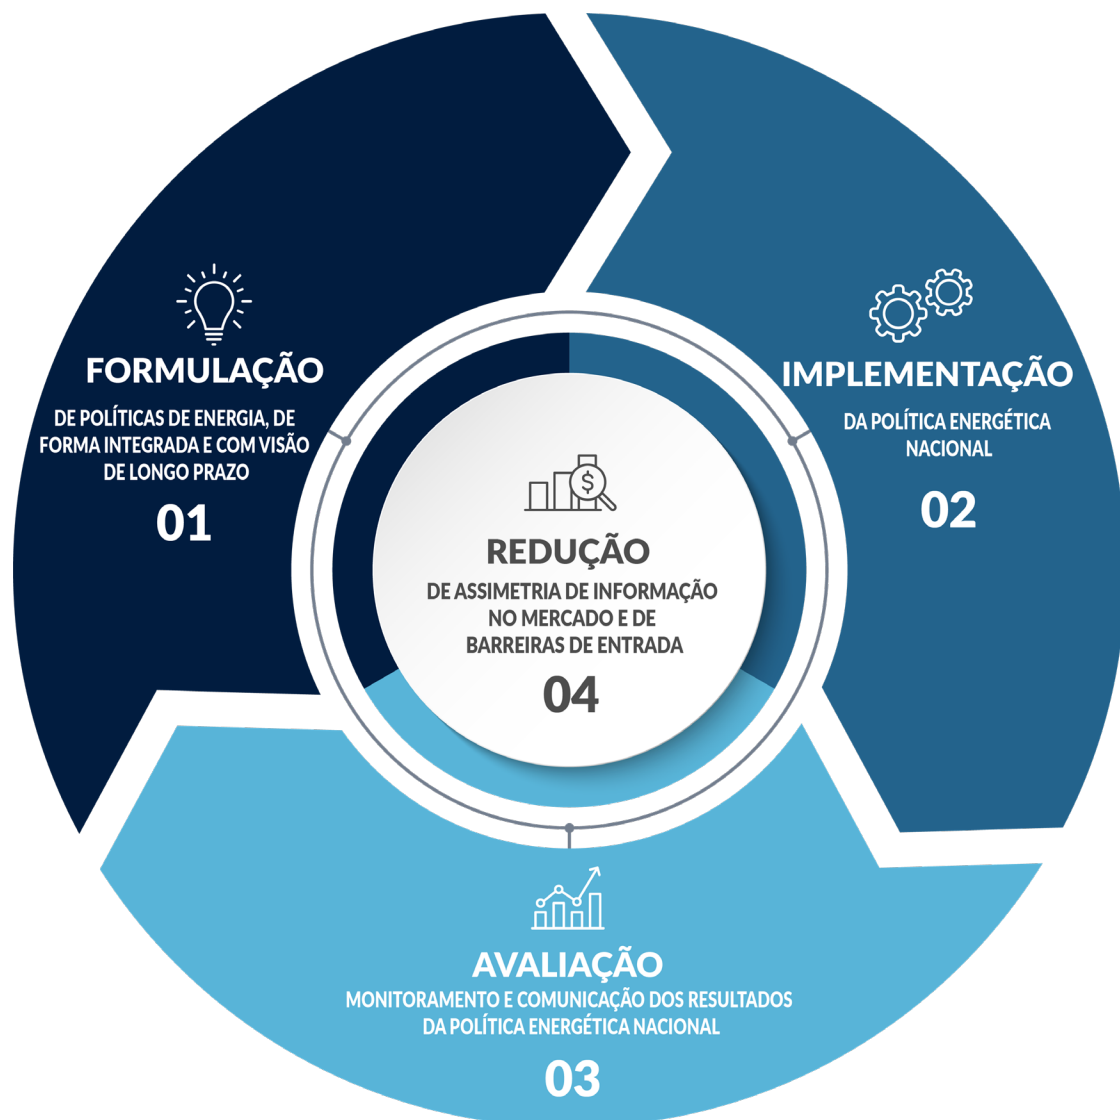 FORMULAÇÃO
DE POLÍTICAS DE ENERGIA, DE
FORMA INTEGRADA E COM VISÃO
DE LONGO PRAZO
01
IMPLEMENTAÇÃO
DA POLÍTICA ENERGÉTICA
NACIONAL
02
$
REDUÇÃO
DE ASSIMETRIA DE INFORMAÇÃO
NO MERCADO E DE
BARREIRAS DE ENTRADA
04
AVALIAÇÃO
MONITORAMENTO E COMUNICAÇÃO DOS RESULTADOS
DA POLÍTICA ENERGÉTICA NACIONAL
03